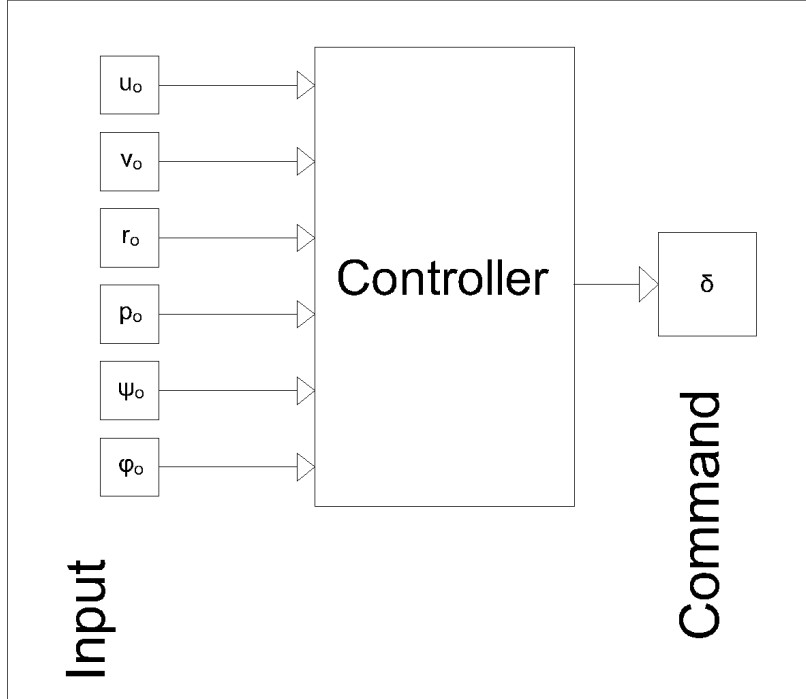 uₒ
vₒ
rₒ
pₒ
ψₒ
φₒ
Controller
δ
Input
Command